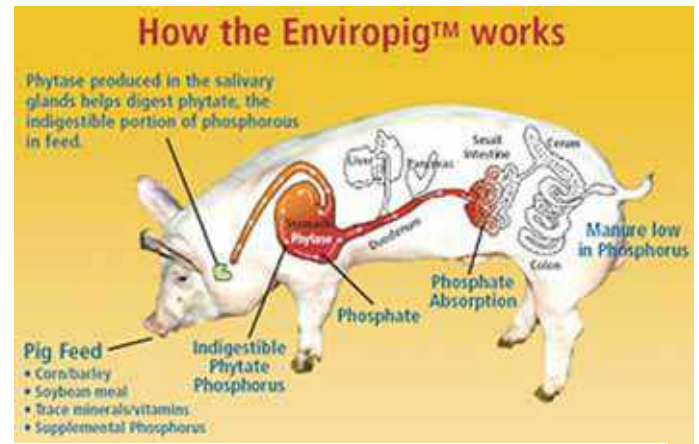 How the Enviropig™ works
Phytase produced in the salivary
glands helps digest phytate, the
indigestible portion of phosphorous
in feed.
Liver
Pancreas
Small
Intestine
Cecum
Stomach
Phytase
Duodenum
Colon
Manure low
in Phosphorus
Phosphate
Absorption
Phosphate
Indigestible
Phytate
Phosphorus
Pig Feed
• Corn/barley
• Soybean meal
• Trace minerals/vitamins
• Supplemental Phosphorus